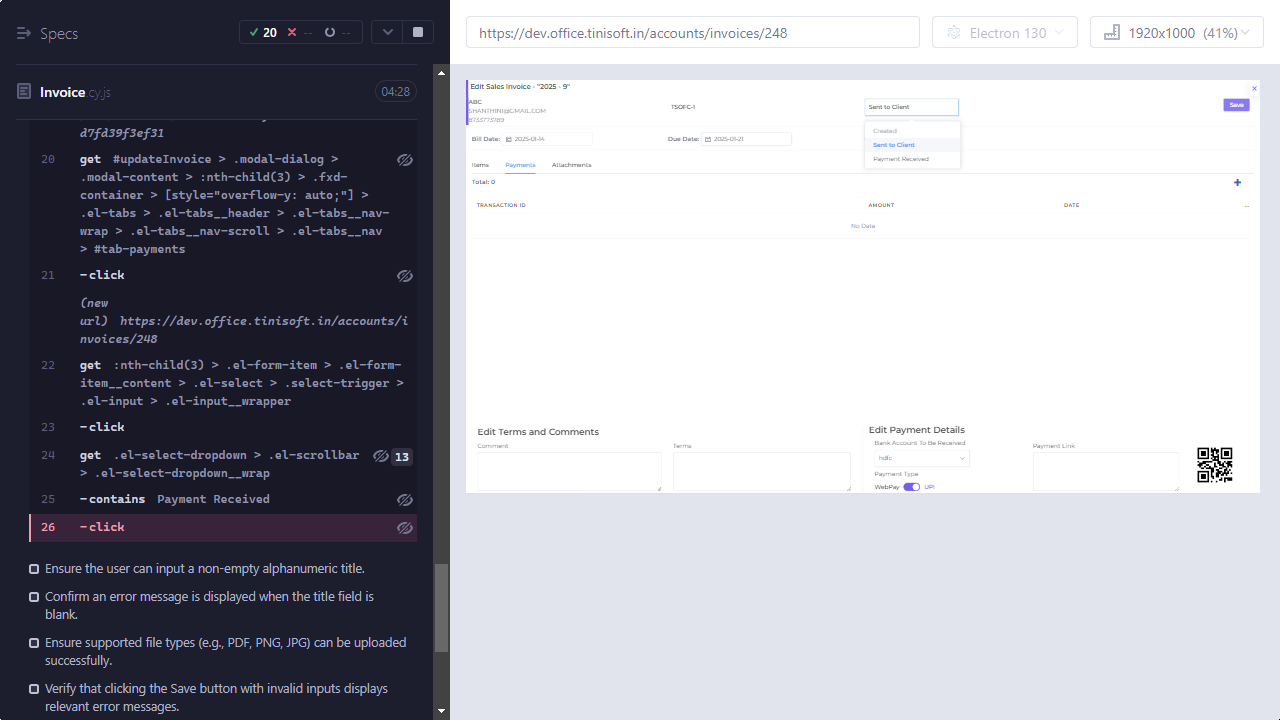 Specs
20 -- --
https://dev.office.tinisoft.in/accounts/invoices/248
Electron 130
1920x1000 (41%)
Invoice.cy.js
04:28
d7fd39f3ef31
20 get #updateInvoice > .modal-dialog >
.modal-content > :nth-child(3) > .fxd-
container > [style="overflow-y: auto;"] >
.el-tabs > .el-tabs__header > .el-tabs__nav-
wrap > .el-tabs__nav-scroll > .el-tabs__nav
> #tab-payments
21 -click
(new
url) https://dev.office.tinisoft.in/accounts/i
nvoices/248
22 get :nth-child(3) > .el-form-item > .el-form-
item__content > .el-select > .select-trigger >
.el-input > .el-input__wrapper
23 -click
24 get .el-select-dropdown > .el-scrollbar 13
> .el-select-dropdown__wrap
25 -contains Payment Received
26 -click
Ensure the user can input a non-empty alphanumeric title.
Confirm an error message is displayed when the title field is
blank.
Ensure supported file types (e.g., PDF, PNG, JPG) can be uploaded
successfully.
Verify that clicking the Save button with invalid inputs displays
relevant error messages.
Edit Sales Invoice - "2025 - 9"
ABC
SHANTHINI@GMAIL.COM
8733773789
TSOFC-1
Sent to Client
Save
Created
Sent to Client
Payment Received
Bill Date: 2025-01-14
Due Date: 2025-01-21
Items Payments Attachments
Total: 0
TRANSACTION ID AMOUNT DATE ...
No Data
Edit Terms and Comments
Comment Terms
Edit Payment Details
Bank Account To Be Received
hdfc
Payment Type
WebPay UPI
Payment Link